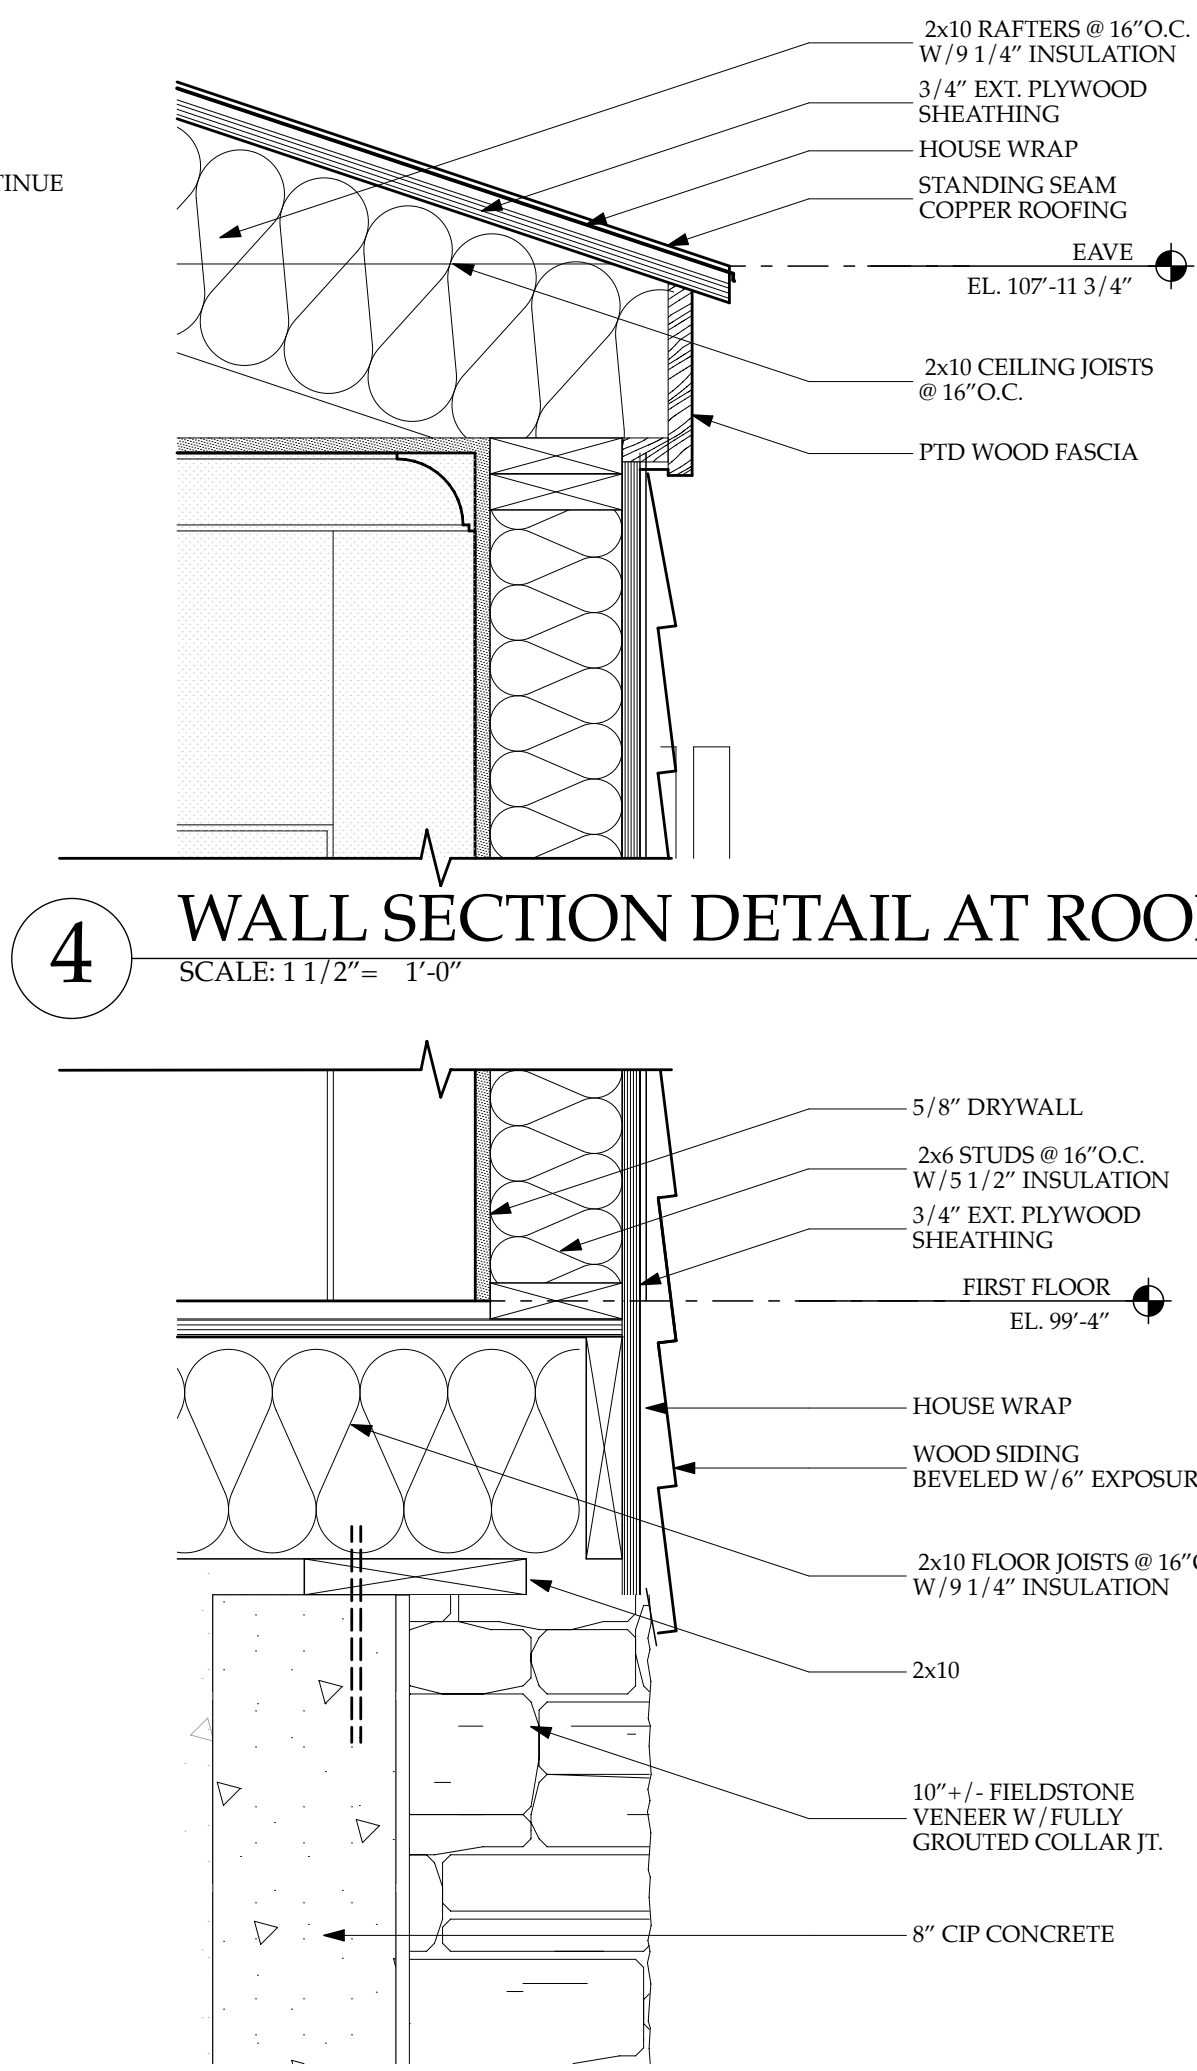 2x10 RAFTERS @ 16"O.C.
W/9 1/4" INSULATION
3/4" EXT. PLYWOOD
SHEATHING
HOUSE WRAP
STANDING SEAM
COPPER ROOFING
EAVE
EL. 107'-11 3/4"
2x10 CEILING JOISTS
@ 16"O.C.
PTD WOOD FASCIA
4
WALL SECTION DETAIL AT
SCALE: 1 1/2"= 1'-0"
5/8" DRYWALL
2x6 STUDS @ 16"O.C.
W/5 1/2" INSULATION
3/4" EXT. PLYWOOD
SHEATHING
FIRST FLOOR
EL. 99'-4"
HOUSE WRAP
WOOD SIDING
BEVELED W/6"
2x10 FLOOR JOISTS @
W/9 1/4" INSULATION
2x10
10"+/- FIELDSTONE
VENEER W/FULLY
GROUTED COLLAR JT.
8" CIP CONCRETE